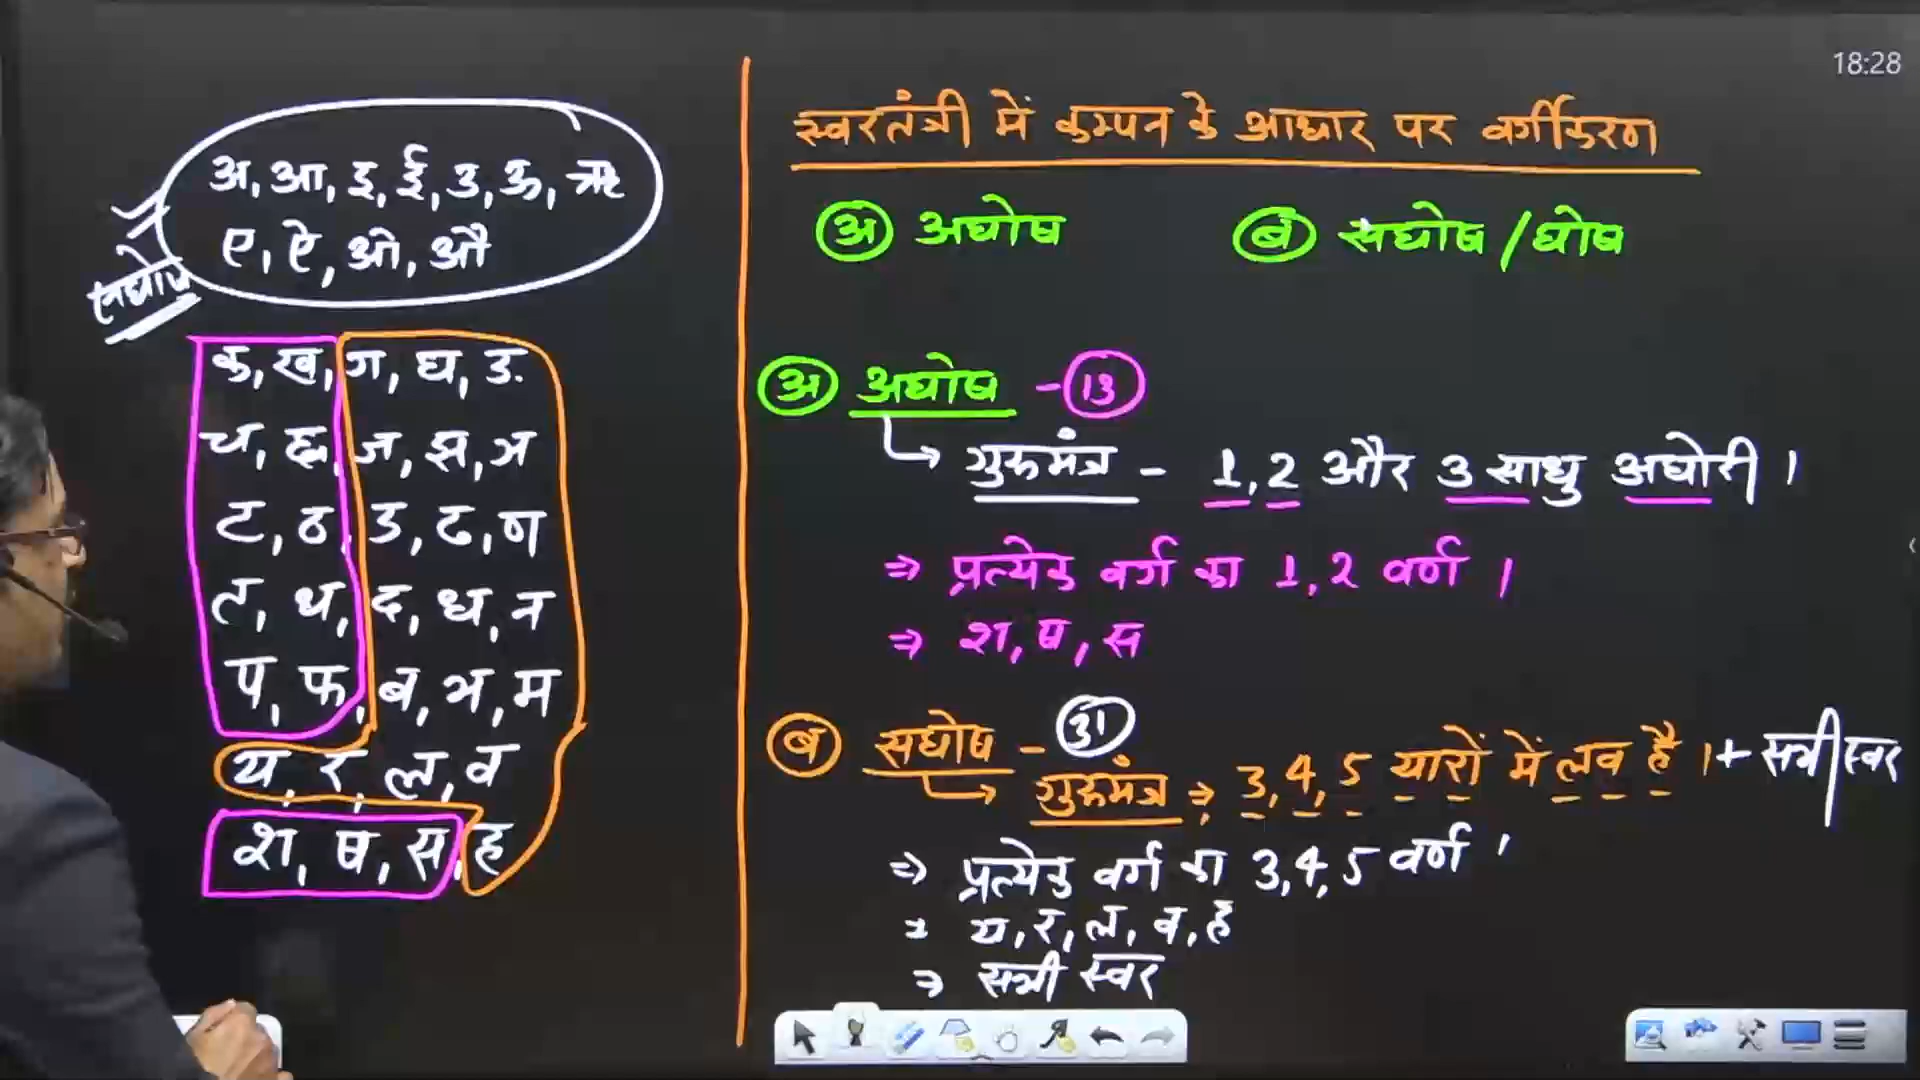 18:28
अ, आ, इ, ई, उ, ऊ, ऋ
ए, ऐ, ओ, औ
सघोष
क, ख, ग, घ, ङ
च, छ, ज, झ, ञ
ट, ठ, ड, ढ, ण
त, थ, द, ध, न
प, फ, ब, भ, म
य, र, ल, व
श, ष, स, ह
स्वरतंत्री में कम्पन के आधार पर वर्गीकरण
अ अघोष
ब सघोष / घोष
अ अघोष - 13
गुरुमंत्र - 1, 2 और 3 साधु अघोरी ।
⇒ प्रत्येक वर्ग का 1, 2 वर्ण ।
⇒ श, ष, स
ब सघोष - 31
गुरुमंत्र ⇒ 3, 4, 5 यारों में लव है । + सभी स्वर
⇒ प्रत्येक वर्ग का 3, 4, 5 वर्ण ।
⇒ य, र, ल, व, ह
⇒ सभी स्वर